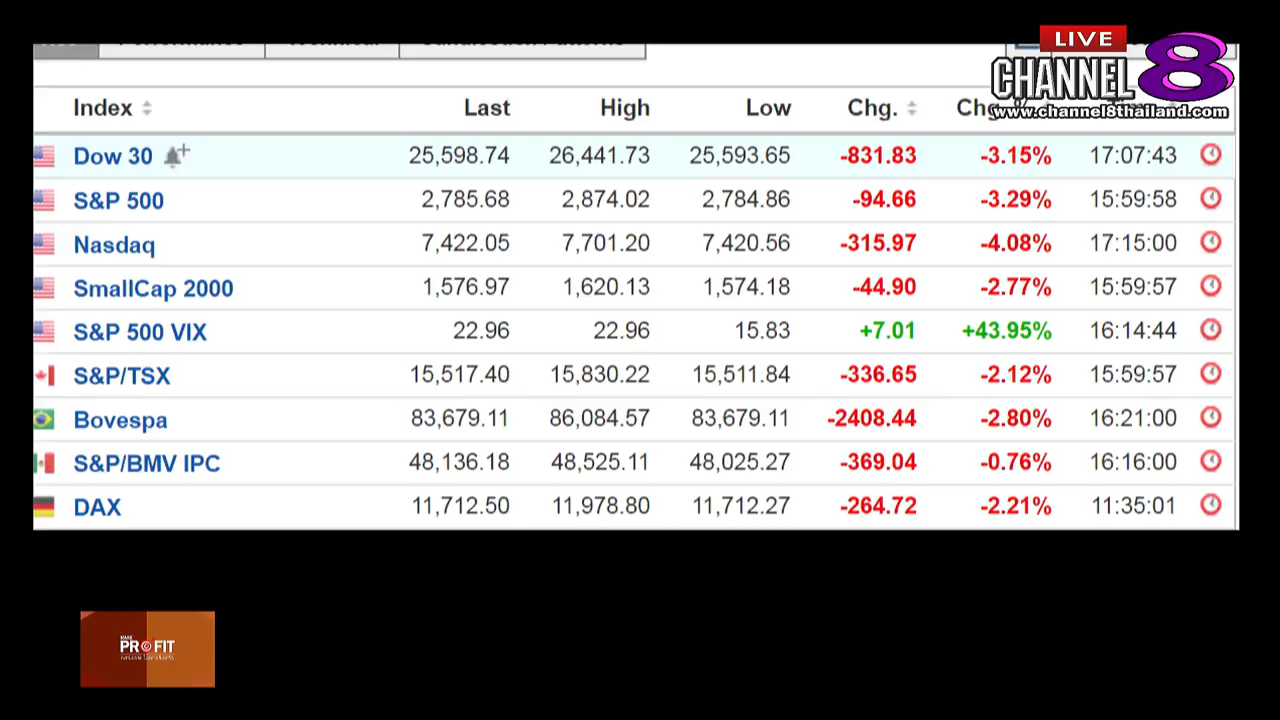 LIVE
CHANNEL 8
www.channel8thailand.com
Index Last High Low Chg.
Dow 30 25,598.74 26,441.73 25,593.65 -831.83 -3.15% 17:07:43
S&P 500 2,785.68 2,874.02 2,784.86 -94.66 -3.29% 15:59:58
Nasdaq 7,422.05 7,701.20 7,420.56 -315.97 -4.08% 17:15:00
SmallCap 2000 1,576.97 1,620.13 1,574.18 -44.90 -2.77% 15:59:57
S&P 500 VIX 22.96 22.96 15.83 +7.01 +43.95% 16:14:44
S&P/TSX 15,517.40 15,830.22 15,511.84 -336.65 -2.12% 15:59:57
Bovespa 83,679.11 86,084.57 83,679.11 -2408.44 -2.80% 16:21:00
S&P/BMV IPC 48,136.18 48,525.11 48,025.27 -369.04 -0.76% 16:16:00
DAX 11,712.50 11,978.80 11,712.27 -264.72 -2.21% 11:35:01
MAKE
PROFIT